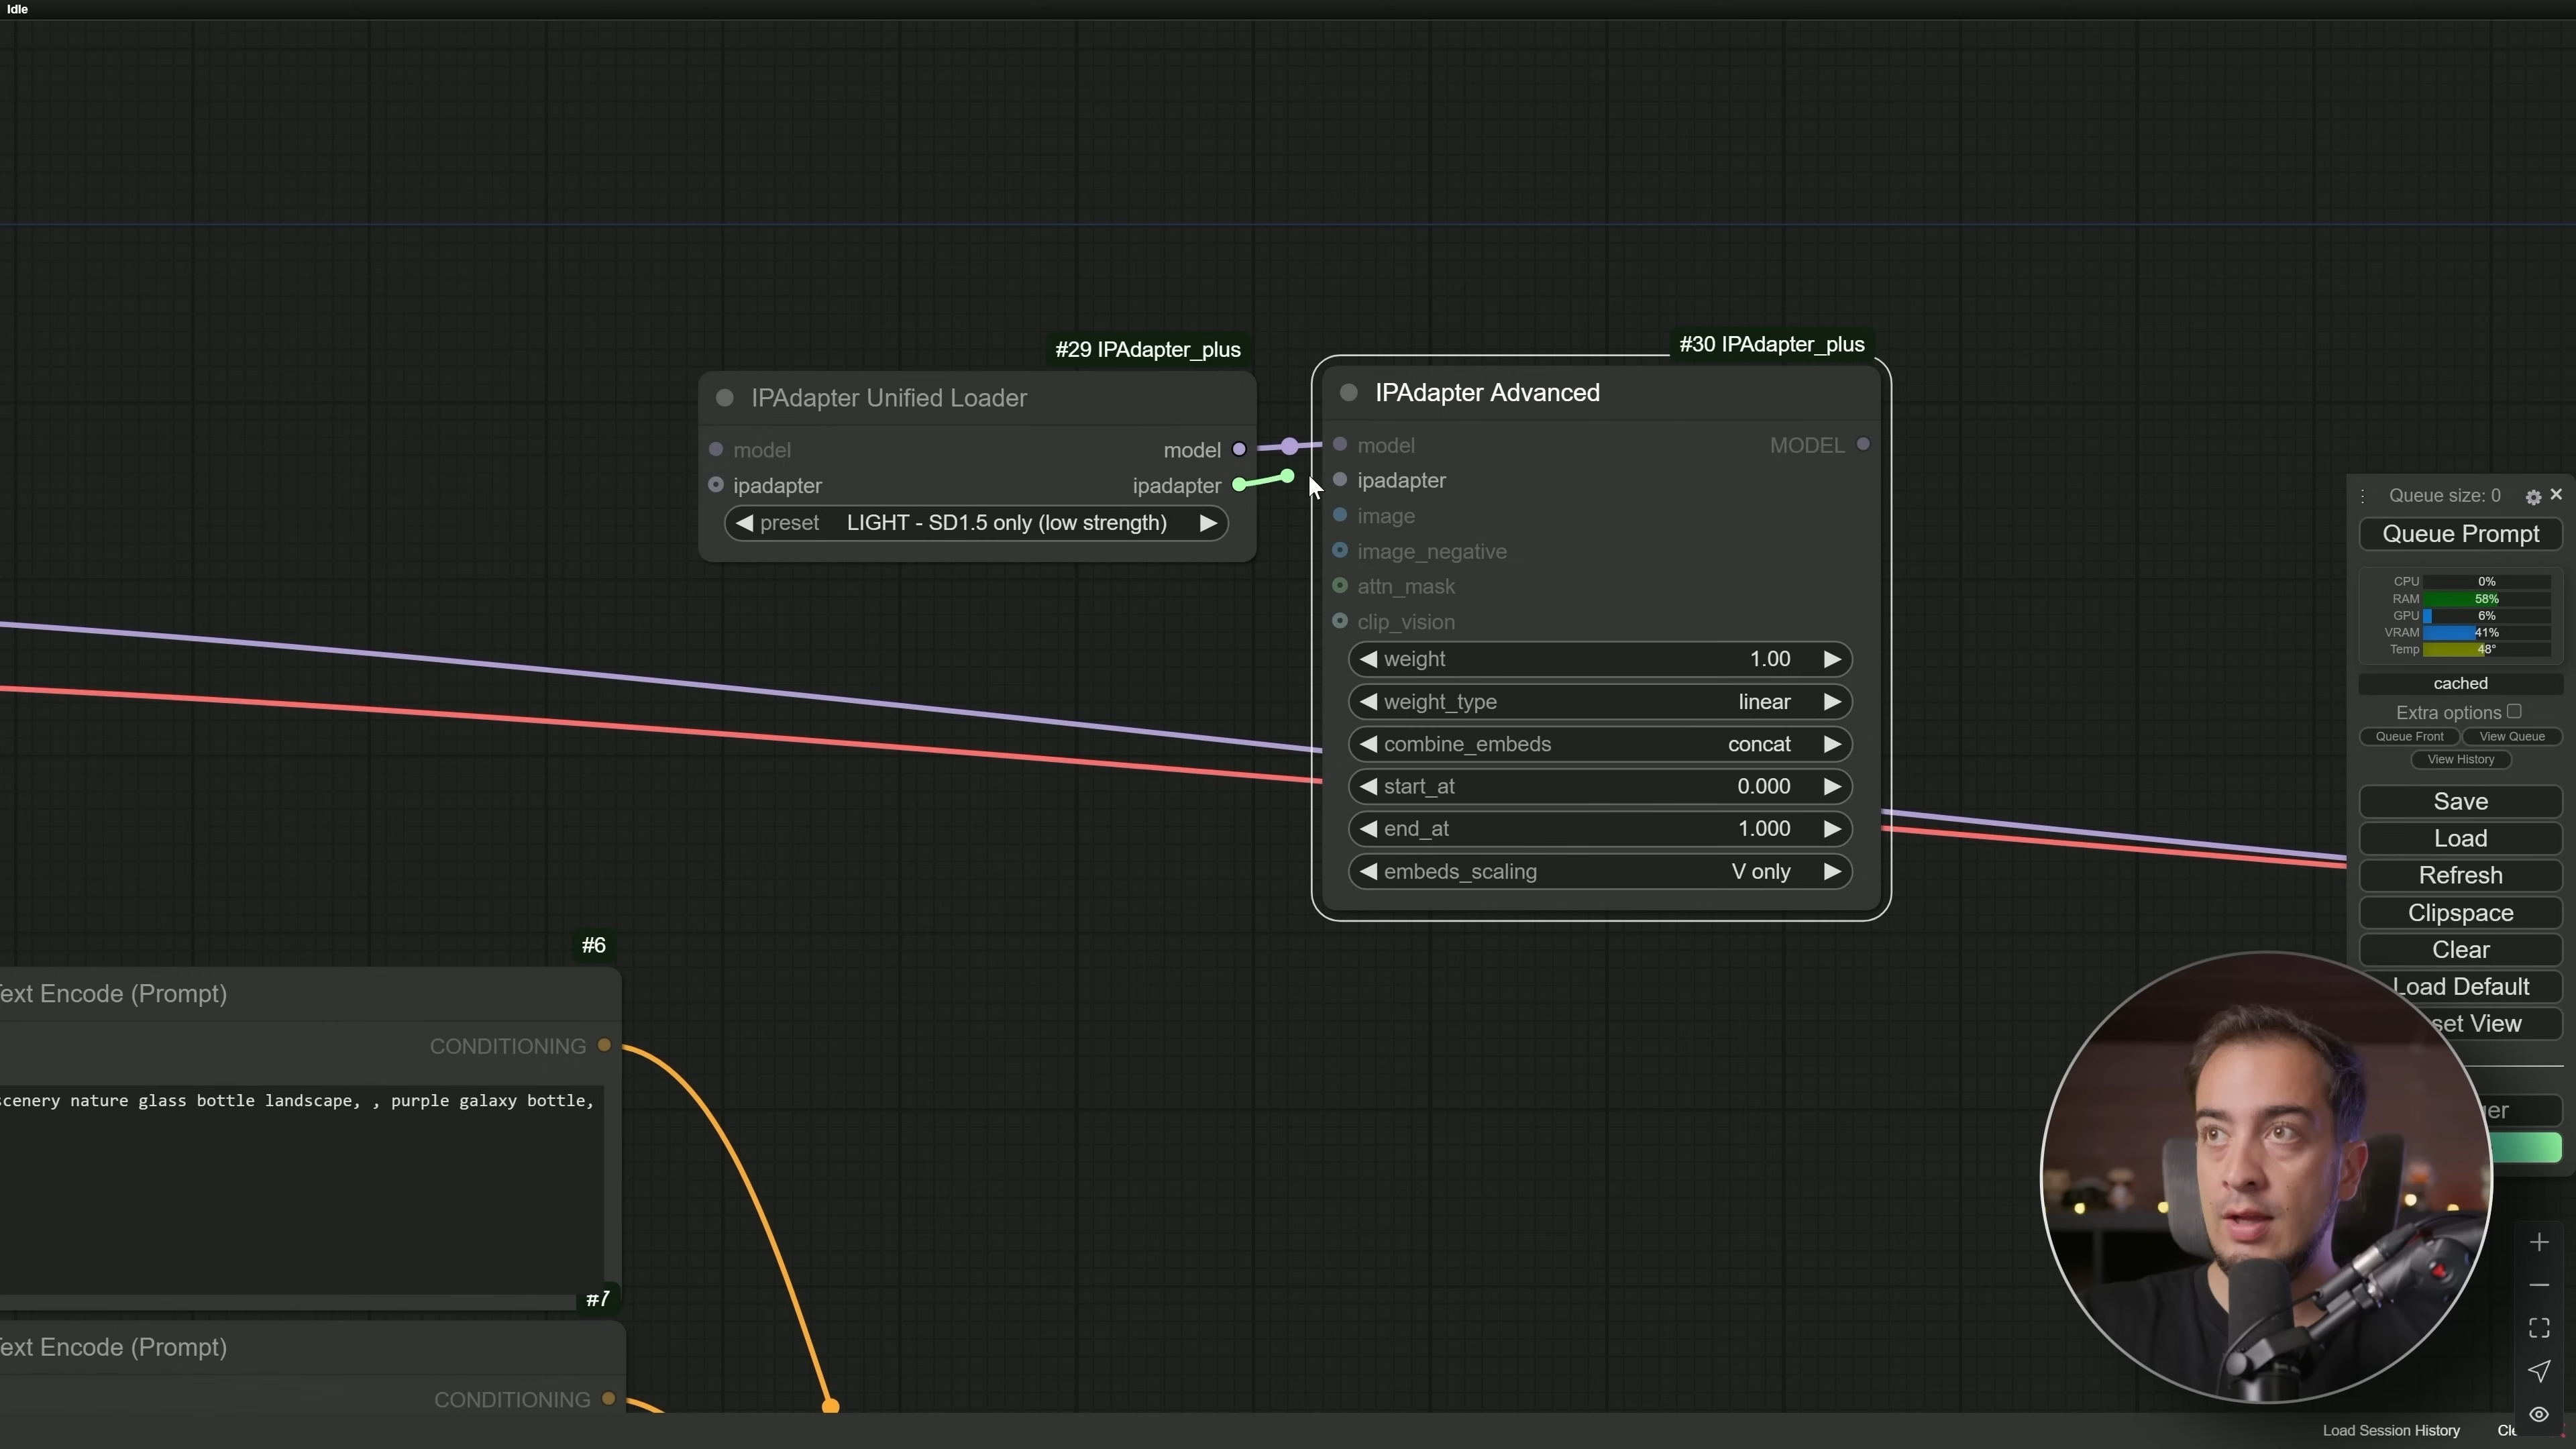 Idle
#29 IPAdapter_plus
IPAdapter Unified Loader
model model
ipadapter ipadapter
preset LIGHT - SD1.5 only (low strength)
#30 IPAdapter_plus
IPAdapter Advanced
model MODEL
ipadapter
image
image_negative
attn_mask
clip_vision
weight 1.00
weight_type linear
combine_embeds concat
start_at 0.000
end_at 1.000
embeds_scaling V only
#6
ext Encode (Prompt)
CONDITIONING
cenery nature glass bottle landscape, , purple galaxy bottle,
#7
ext Encode (Prompt)
CONDITIONING
Queue size: 0
Queue Prompt
CPU 0%
RAM 58%
GPU 6%
VRAM 41%
Temp 48°
cached
Extra options
Queue Front View Queue
View History
Save
Load
Refresh
Clipspace
Clear
Load Default
set View
er
Load Session History Cle